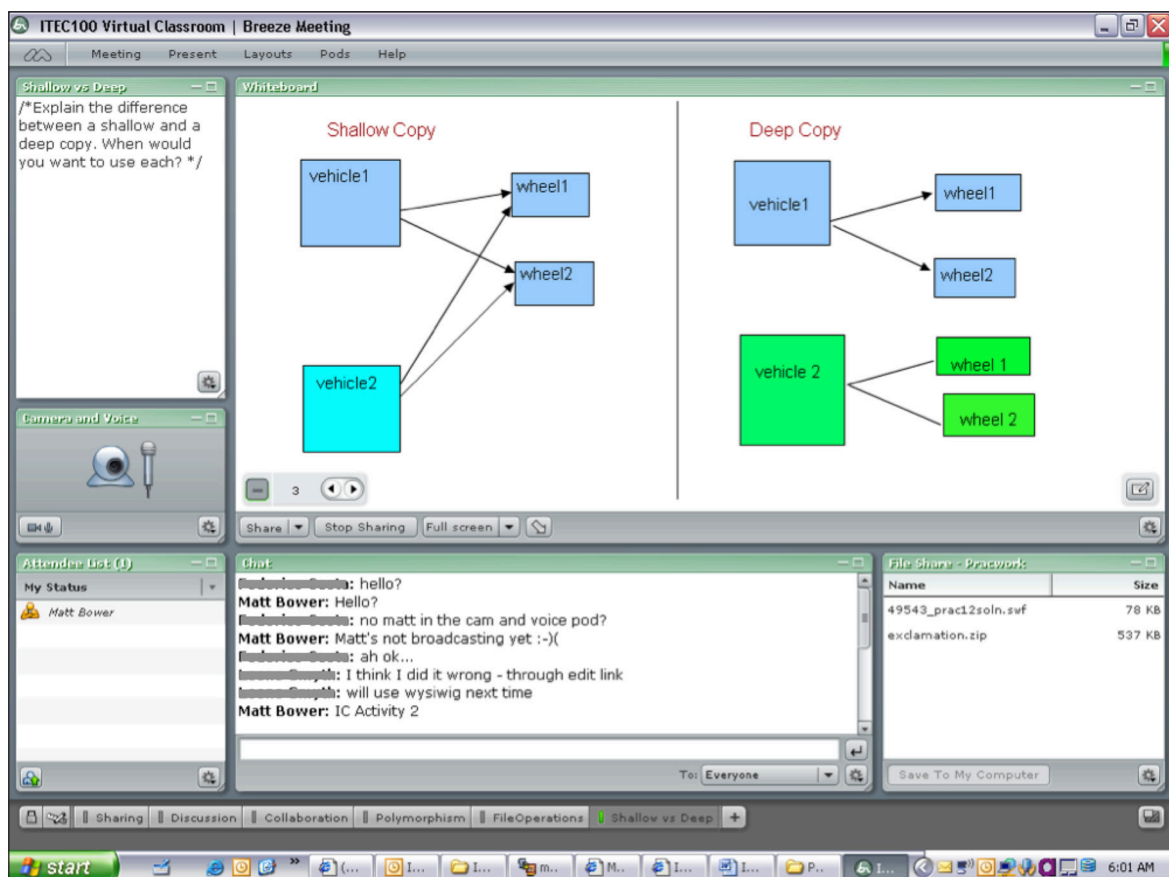 ITEC100 Virtual Classroom | Breeze Meeting
Meeting Present Layouts Pods Help
Shallow vs Deep
/*Explain the difference
between a shallow and a
deep copy. When would
you want to use each? */
Camera and Voice
Whiteboard
Shallow Copy
vehicle1
wheel1
wheel2
vehicle2
Deep Copy
vehicle1
wheel1
wheel2
vehicle 2
wheel 1
wheel 2
3
Share Stop Sharing Full screen
Attendee List (1)
My Status
Matt Bower
Chat
: hello?
Matt Bower: Hello?
: no matt in the cam and voice pod?
Matt Bower: Matt's not broadcasting yet :-)(
: ah ok...
: I think I did it wrong - through edit link
: will use wysiwig next time
Matt Bower: IC Activity 2
To: Everyone
File Share - Pracwork
Name Size
49543_prac12soln.swf 78 KB
exclamation.zip 537 KB
Save To My Computer
Sharing Discussion Collaboration Polymorphism FileOperations Shallow vs Deep +
start » (... I... I... m... M.. I... I... P... I... 6:01 AM